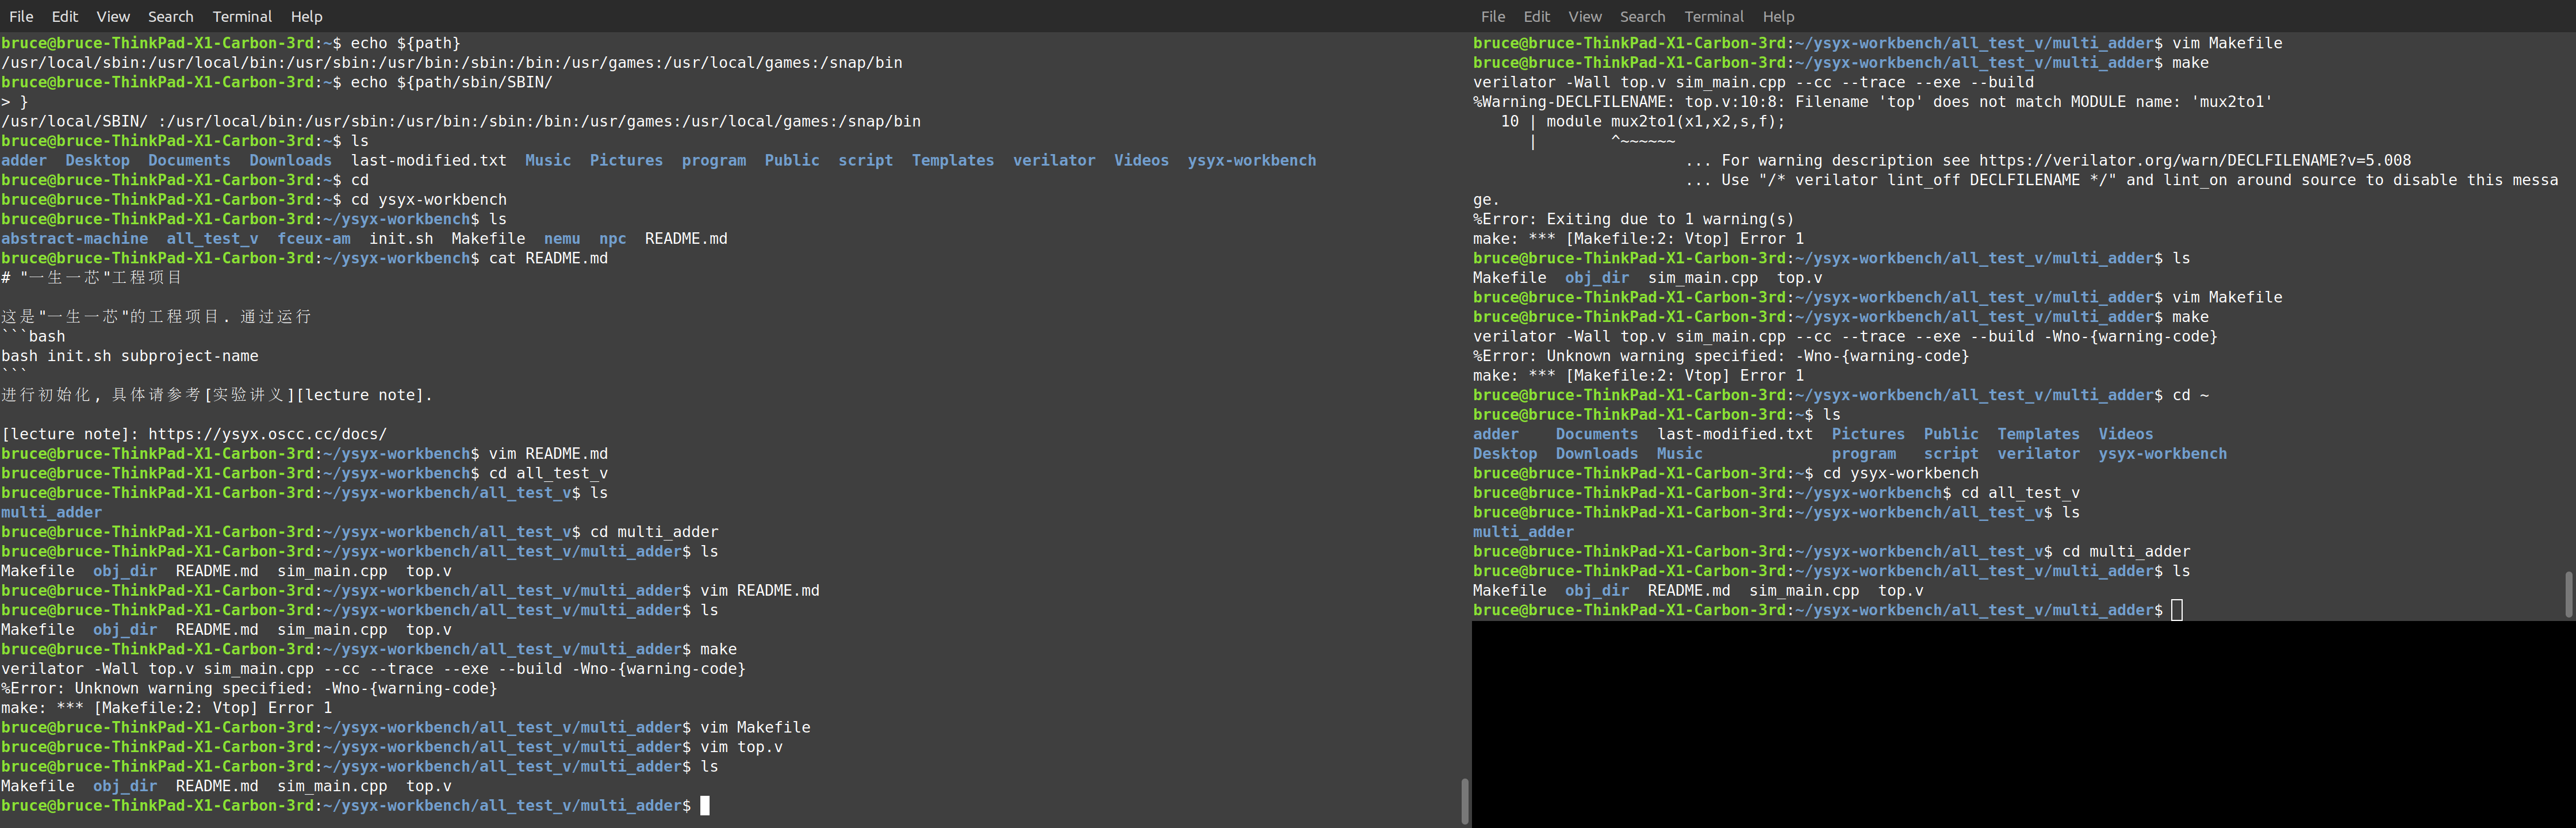 File Edit View Search Terminal Help
bruce@bruce-ThinkPad-X1-Carbon-3rd:~$ echo ${path}
/usr/local/sbin:/usr/local/bin:/usr/sbin:/usr/bin:/sbin:/bin:/usr/games:/usr/local/games:/snap/bin
bruce@bruce-ThinkPad-X1-Carbon-3rd:~$ echo ${path/sbin/SBIN/
> }
/usr/local/SBIN/ :/usr/local/bin:/usr/sbin:/usr/bin:/sbin:/bin:/usr/games:/usr/local/games:/snap/bin
bruce@bruce-ThinkPad-X1-Carbon-3rd:~$ ls
adder  Desktop  Documents  Downloads  last-modified.txt  Music  Pictures  program  Public  script  Templates  verilator  Videos  ysyx-workbench
bruce@bruce-ThinkPad-X1-Carbon-3rd:~$ cd
bruce@bruce-ThinkPad-X1-Carbon-3rd:~$ cd ysyx-workbench
bruce@bruce-ThinkPad-X1-Carbon-3rd:~/ysyx-workbench$ ls
abstract-machine  all_test_v  fceux-am  init.sh  Makefile  nemu  npc  README.md
bruce@bruce-ThinkPad-X1-Carbon-3rd:~/ysyx-workbench$ cat README.md
# "一生一芯"工程项目
这是"一生一芯"的工程项目. 通过运行
```bash
bash init.sh subproject-name
```
进行初始化, 具体请参考[实验讲义][lecture note].
[lecture note]: https://ysyx.oscc.cc/docs/
bruce@bruce-ThinkPad-X1-Carbon-3rd:~/ysyx-workbench$ vim README.md
bruce@bruce-ThinkPad-X1-Carbon-3rd:~/ysyx-workbench$ cd all_test_v
bruce@bruce-ThinkPad-X1-Carbon-3rd:~/ysyx-workbench/all_test_v$ ls
multi_adder
bruce@bruce-ThinkPad-X1-Carbon-3rd:~/ysyx-workbench/all_test_v$ cd multi_adder
bruce@bruce-ThinkPad-X1-Carbon-3rd:~/ysyx-workbench/all_test_v/multi_adder$ ls
Makefile  obj_dir  README.md  sim_main.cpp  top.v
bruce@bruce-ThinkPad-X1-Carbon-3rd:~/ysyx-workbench/all_test_v/multi_adder$ vim README.md
bruce@bruce-ThinkPad-X1-Carbon-3rd:~/ysyx-workbench/all_test_v/multi_adder$ ls
Makefile  obj_dir  README.md  sim_main.cpp  top.v
bruce@bruce-ThinkPad-X1-Carbon-3rd:~/ysyx-workbench/all_test_v/multi_adder$ make
verilator -Wall top.v sim_main.cpp --cc --trace --exe --build -Wno-{warning-code}
%Error: Unknown warning specified: -Wno-{warning-code}
make: *** [Makefile:2: Vtop] Error 1
bruce@bruce-ThinkPad-X1-Carbon-3rd:~/ysyx-workbench/all_test_v/multi_adder$ vim Makefile
bruce@bruce-ThinkPad-X1-Carbon-3rd:~/ysyx-workbench/all_test_v/multi_adder$ vim top.v
bruce@bruce-ThinkPad-X1-Carbon-3rd:~/ysyx-workbench/all_test_v/multi_adder$ ls
Makefile  obj_dir  README.md  sim_main.cpp  top.v
bruce@bruce-ThinkPad-X1-Carbon-3rd:~/ysyx-workbench/all_test_v/multi_adder$
File Edit View Search Terminal Help
bruce@bruce-ThinkPad-X1-Carbon-3rd:~/ysyx-workbench/all_test_v/multi_adder$ vim Makefile
bruce@bruce-ThinkPad-X1-Carbon-3rd:~/ysyx-workbench/all_test_v/multi_adder$ make
verilator -Wall top.v sim_main.cpp --cc --trace --exe --build
%Warning-DECLFILENAME: top.v:10:8: Filename 'top' does not match MODULE name: 'mux2to1'
   10 | module mux2to1(x1,x2,s,f);
      |        ^~~~~~~
                       ... For warning description see https://verilator.org/warn/DECLFILENAME?v=5.008
                       ... Use "/* verilator lint_off DECLFILENAME */" and lint_on around source to disable this messa
ge.
%Error: Exiting due to 1 warning(s)
make: *** [Makefile:2: Vtop] Error 1
bruce@bruce-ThinkPad-X1-Carbon-3rd:~/ysyx-workbench/all_test_v/multi_adder$ ls
Makefile  obj_dir  sim_main.cpp  top.v
bruce@bruce-ThinkPad-X1-Carbon-3rd:~/ysyx-workbench/all_test_v/multi_adder$ vim Makefile
bruce@bruce-ThinkPad-X1-Carbon-3rd:~/ysyx-workbench/all_test_v/multi_adder$ make
verilator -Wall top.v sim_main.cpp --cc --trace --exe --build -Wno-{warning-code}
%Error: Unknown warning specified: -Wno-{warning-code}
make: *** [Makefile:2: Vtop] Error 1
bruce@bruce-ThinkPad-X1-Carbon-3rd:~/ysyx-workbench/all_test_v/multi_adder$ cd ~
bruce@bruce-ThinkPad-X1-Carbon-3rd:~$ ls
adder    Documents  last-modified.txt  Pictures  Public  Templates  Videos
Desktop  Downloads  Music              program   script  verilator  ysyx-workbench
bruce@bruce-ThinkPad-X1-Carbon-3rd:~$ cd ysyx-workbench
bruce@bruce-ThinkPad-X1-Carbon-3rd:~/ysyx-workbench$ cd all_test_v
bruce@bruce-ThinkPad-X1-Carbon-3rd:~/ysyx-workbench/all_test_v$ ls
multi_adder
bruce@bruce-ThinkPad-X1-Carbon-3rd:~/ysyx-workbench/all_test_v$ cd multi_adder
bruce@bruce-ThinkPad-X1-Carbon-3rd:~/ysyx-workbench/all_test_v/multi_adder$ ls
Makefile  obj_dir  README.md  sim_main.cpp  top.v
bruce@bruce-ThinkPad-X1-Carbon-3rd:~/ysyx-workbench/all_test_v/multi_adder$